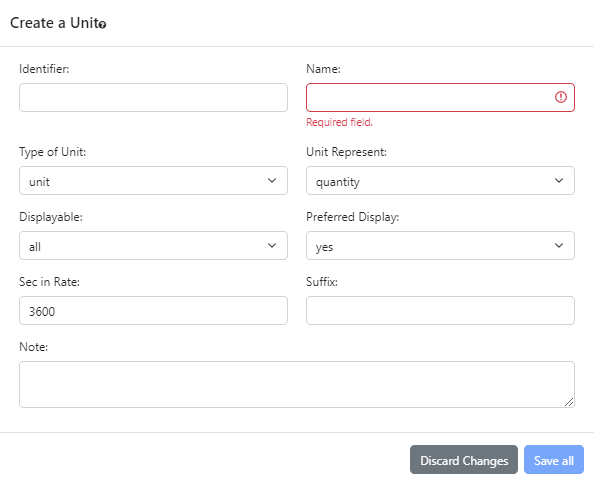 Create a Unit
Identifier:
Name:
Required field.
Type of Unit:
Unit Represent:
unit
quantity
Displayable:
Preferred Display:
all
yes
Sec in Rate:
Suffix:
3600
Note:
Discard Changes
Save all